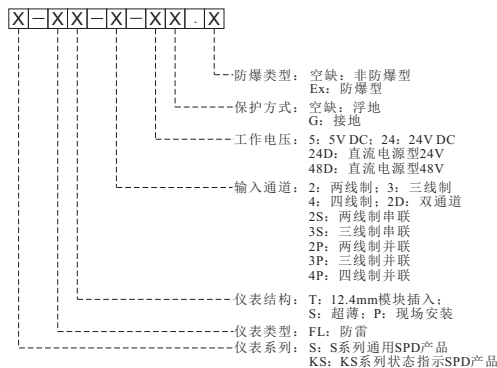 X-XX-X-XX.X
防爆类型：空缺：非防爆型
Ex：防爆型
保护方式：空缺：浮地
G：接地
工作电压：5：5V DC；24：24V DC
24D：直流电源型24V
48D：直流电源型48V
输入通道：2：两线制；3：三线制
4：四线制；2D：双通道
2S：两线制串联
3S：三线制串联
2P：两线制并联
3P：三线制并联
4P：四线制并联
仪表结构：T：12.4mm模块插入；
S：超薄；P：现场安装
仪表类型：FL：防雷
仪表系列：S：S系列通用SPD产品
KS：KS系列状态指示SPD产品